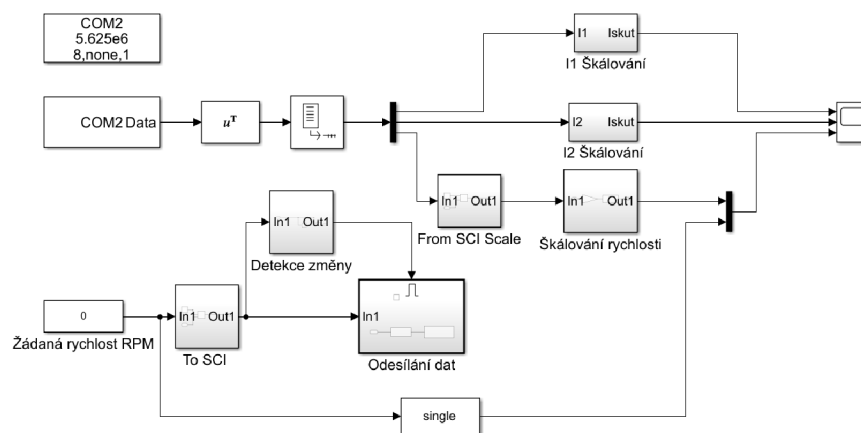 COM2
5.625e6
8,none,1
I1 Iskut
I1 Škálování
COM2 Data
uᵀ
I2 Iskut
I2 Škálování
In1 Out1
From SCI Scale
In1 Out1
Škálování rychlosti
In1 Out1
Detekce změny
0
Žádaná rychlost RPM
In1 Out1
To SCI
In1
Odesílání dat
single